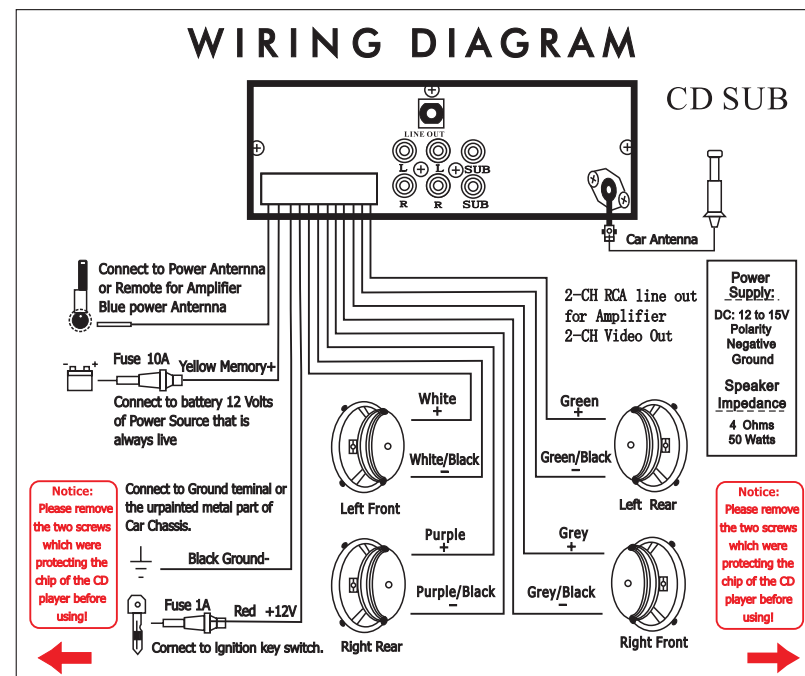 WIRING DIAGRAM
CD SUB
LINE OUT
L
L
SUB
R
R
SUB
Car Antenna
Connect to Power Anternna
or Remote for Amplifier
Blue power Anternna
- +
Fuse 10A
Yellow Memory+
Connect to battery 12 Volts
of Power Source that is
always live
2-CH RCA line out
for Amplifier
2-CH Video Out
Power
Supply:
DC: 12 to 15V
Polarity
Negative
Ground
Speaker
Impedance
4 Ohms
50 Watts
White
+
White/Black
-
Left Front
Green
+
Green/Black
-
Left Rear
Notice:
Please remove
the two screws
which were
protecting the
chip of the CD
player before
using!
Connect to Ground teminal or
the urpainted metal part of
Car Chassis.
Black Ground-
Fuse 1A
Red +12V
Correct to Ignition key switch.
Purple
+
Purple/Black
-
Right Rear
Grey
+
Grey/Black
-
Right Front
Notice:
Please remove
the two screws
which were
protecting the
chip of the CD
player before
using!